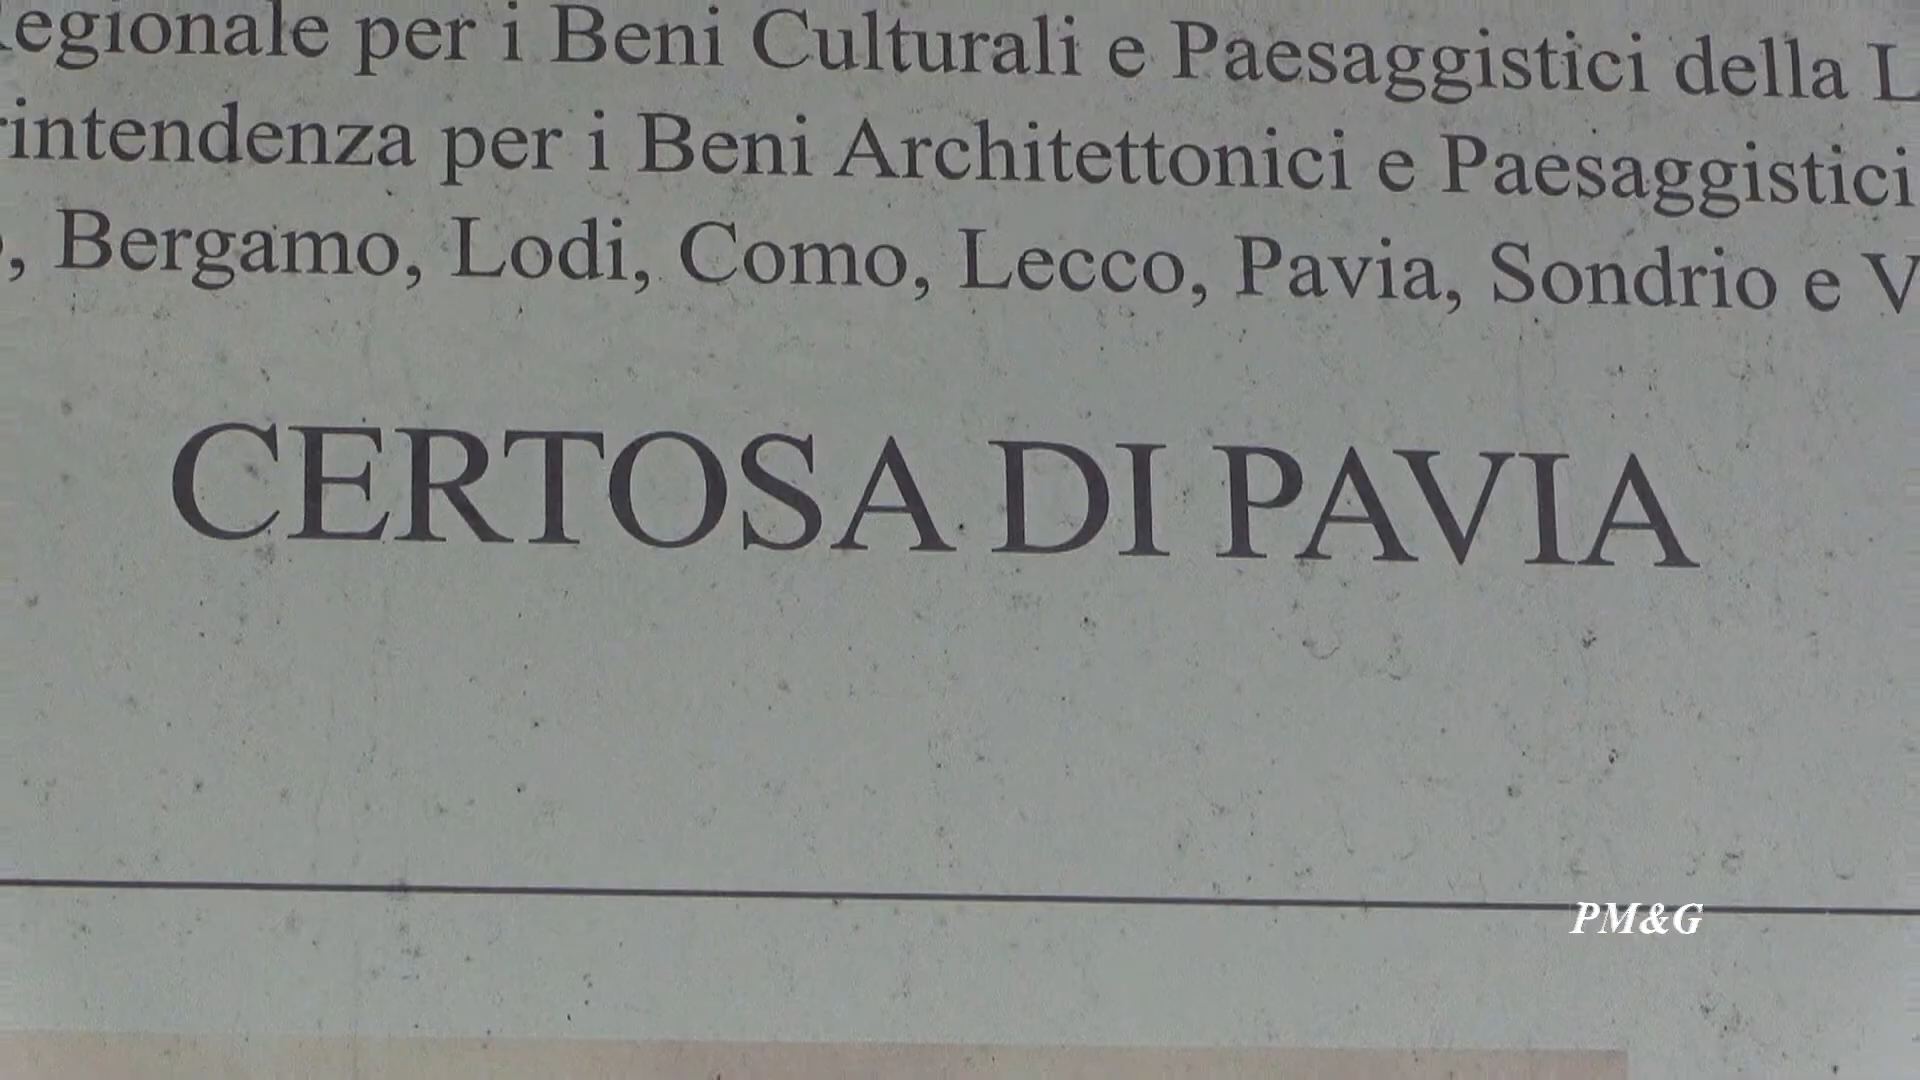 egionale per i Beni Culturali e Paesaggistici della L
rintendenza per i Beni Architettonici e Paesaggistici
, Bergamo, Lodi, Como, Lecco, Pavia, Sondrio e V
CERTOSA DI PAVIA
PM&G